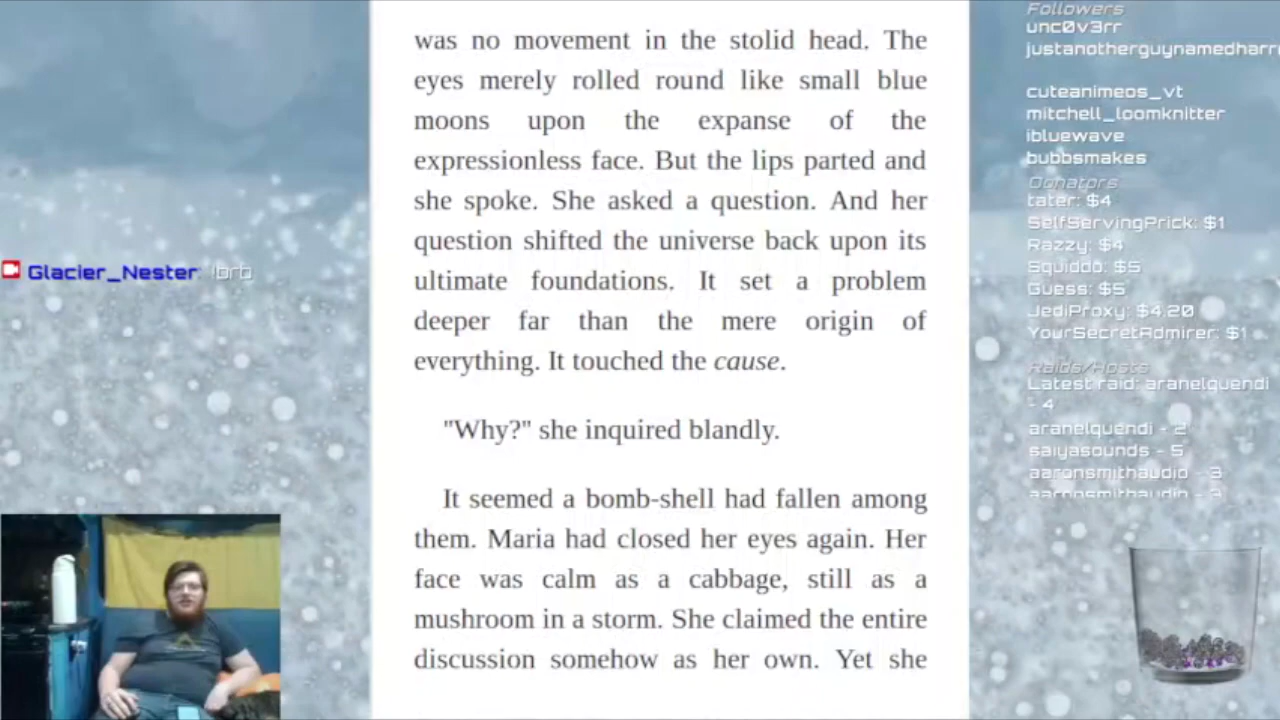 was no movement in the stolid head. The
eyes merely rolled round like small blue
moons upon the expanse of the
expressionless face. But the lips parted and
she spoke. She asked a question. And her
question shifted the universe back upon its
ultimate foundations. It set a problem
deeper far than the mere origin of
everything. It touched the cause.
"Why?" she inquired blandly.
It seemed a bomb-shell had fallen among
them. Maria had closed her eyes again. Her
face was calm as a cabbage, still as a
mushroom in a storm. She claimed the entire
discussion somehow as her own. Yet she
Glacier_Nester: !brb
Followers
unc0v3rr
justanotherguynamedharr
cuteanimeos_vt
mitchell_loomknitter
ibluewave
bubbsmakes
Donators
tater: $4
SelfServingPrick: $1
Razzy: $4
Squiddo: $5
Guess: $5
JediProxy: $4.20
YourSecretAdmirer: $1
Raids/Hosts
Latest raid: aranelquendi
- 4
aranelquendi - 2
saiyasounds - 5
aaronsmithaudio - 3
aaronsmithaudio - 3